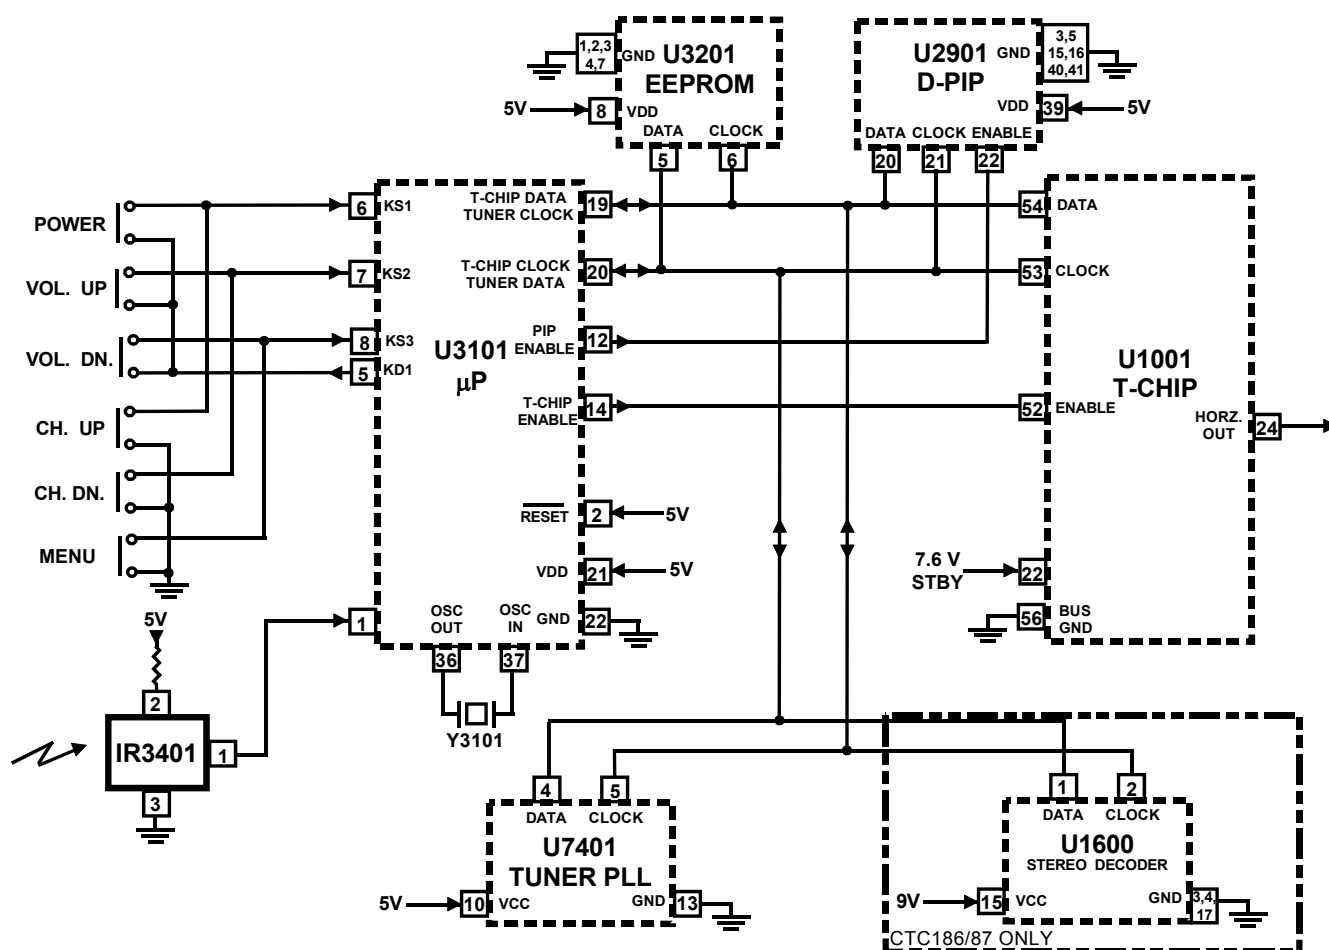 1,2,3
4,7
GND
U3201
EEPROM
5V
8
VDD
DATA
CLOCK
5
6
U2901
D-PIP
GND
3,5
15,16
40,41
VDD
39
5V
DATA
CLOCK
ENABLE
20
21
22
POWER
VOL. UP
VOL. DN.
CH. UP
CH. DN.
MENU
6
KS1
7
KS2
8
KS3
5
KD1
U3101
µP
T-CHIP DATA
TUNER CLOCK
19
T-CHIP CLOCK
TUNER DATA
20
PIP
ENABLE
12
T-CHIP
ENABLE
14
RESET
2
5V
VDD
21
5V
GND
22
1
OSC
OUT
OSC
IN
36
37
Y3101
54
DATA
53
CLOCK
U1001
T-CHIP
52
ENABLE
HORZ.
OUT
24
7.6 V
STBY
22
56
BUS
GND
5V
2
IR3401
1
3
4
5
DATA
CLOCK
U7401
TUNER PLL
5V
10
VCC
GND
13
1
2
DATA
CLOCK
U1600
STEREO DECODER
9V
15
VCC
GND
3,4,
17
CTC186/87 ONLY